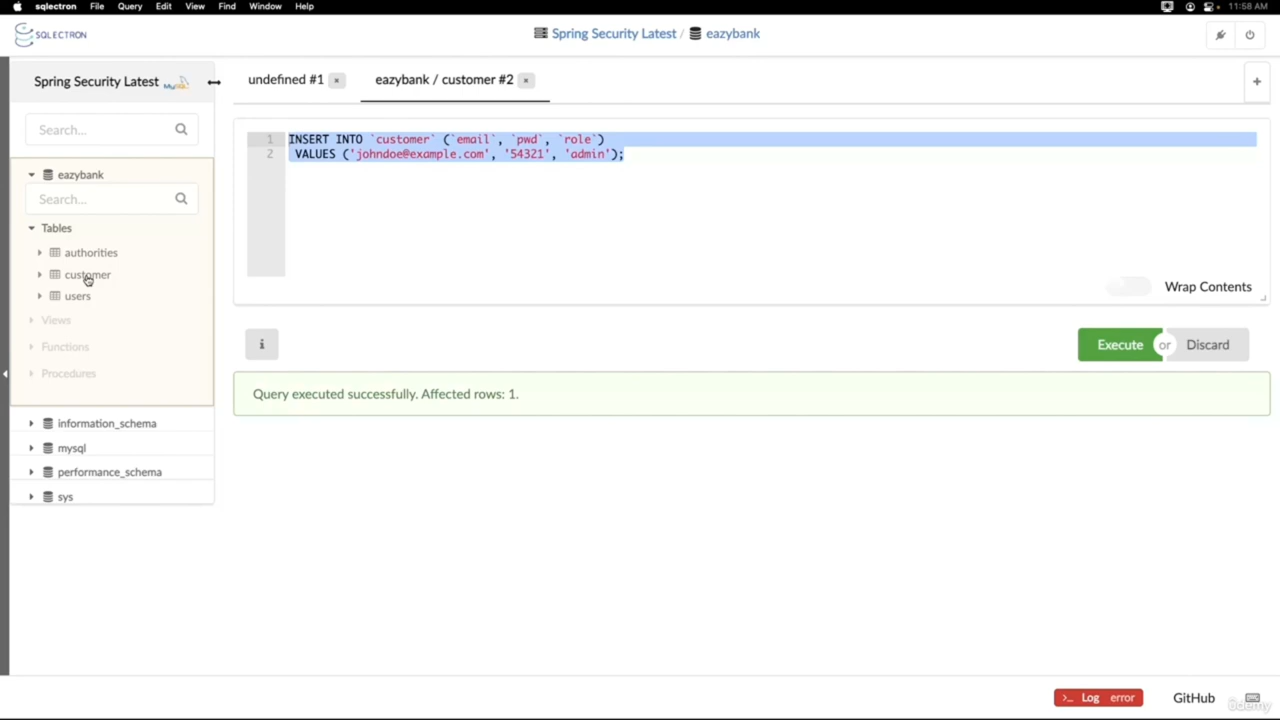 sqlectron File Query Edit View Find Window Help 11:58 AM
SQLECTRON Spring Security Latest / eazybank
Spring Security Latest MySQL
undefined #1 × eazybank / customer #2 ×
+
Search...
1 INSERT INTO `customer` (`email`, `pwd`, `role`)
2 VALUES ('johndoe@example.com', '54321', 'admin');
eazybank
Search...
Tables
authorities
customer
users
Views
Functions
Procedures
Wrap Contents
i
Execute or Discard
Query executed successfully. Affected rows: 1.
information_schema
mysql
performance_schema
sys
>_ Log error GitHub
ûdemy